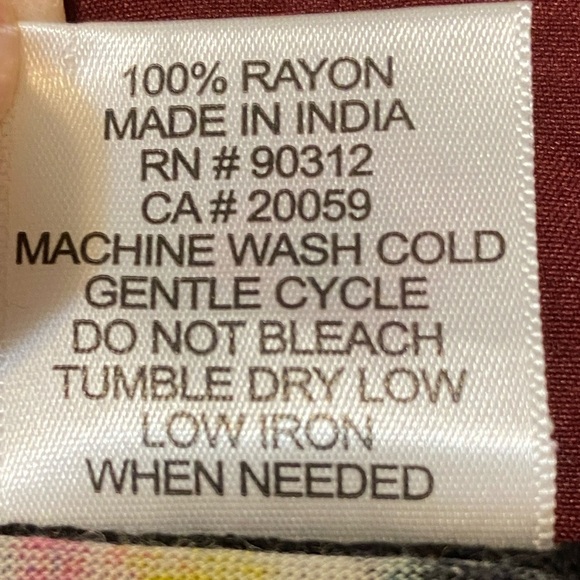 100% RAYON
MADE IN INDIA
RN # 90312
CA # 20059
MACHINE WASH COLD
GENTLE CYCLE
DO NOT BLEACH
TUMBLE DRY LOW
LOW IRON
WHEN NEEDED